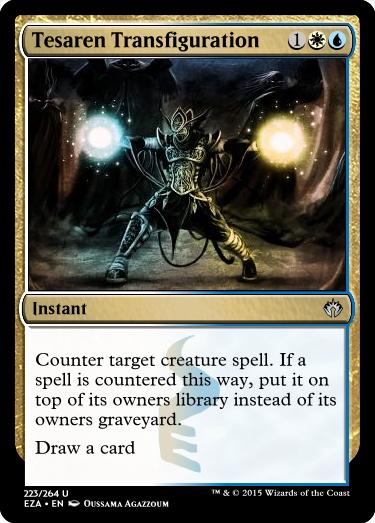 Tesaren Transfiguration 1
Instant
Counter target creature spell. If a
spell is countered this way, put it on
top of its owners library instead of its
owners graveyard.
Draw a card
223/264 U
EZA • EN Oussama Agazzoum
™ & © 2015 Wizards of the Coast